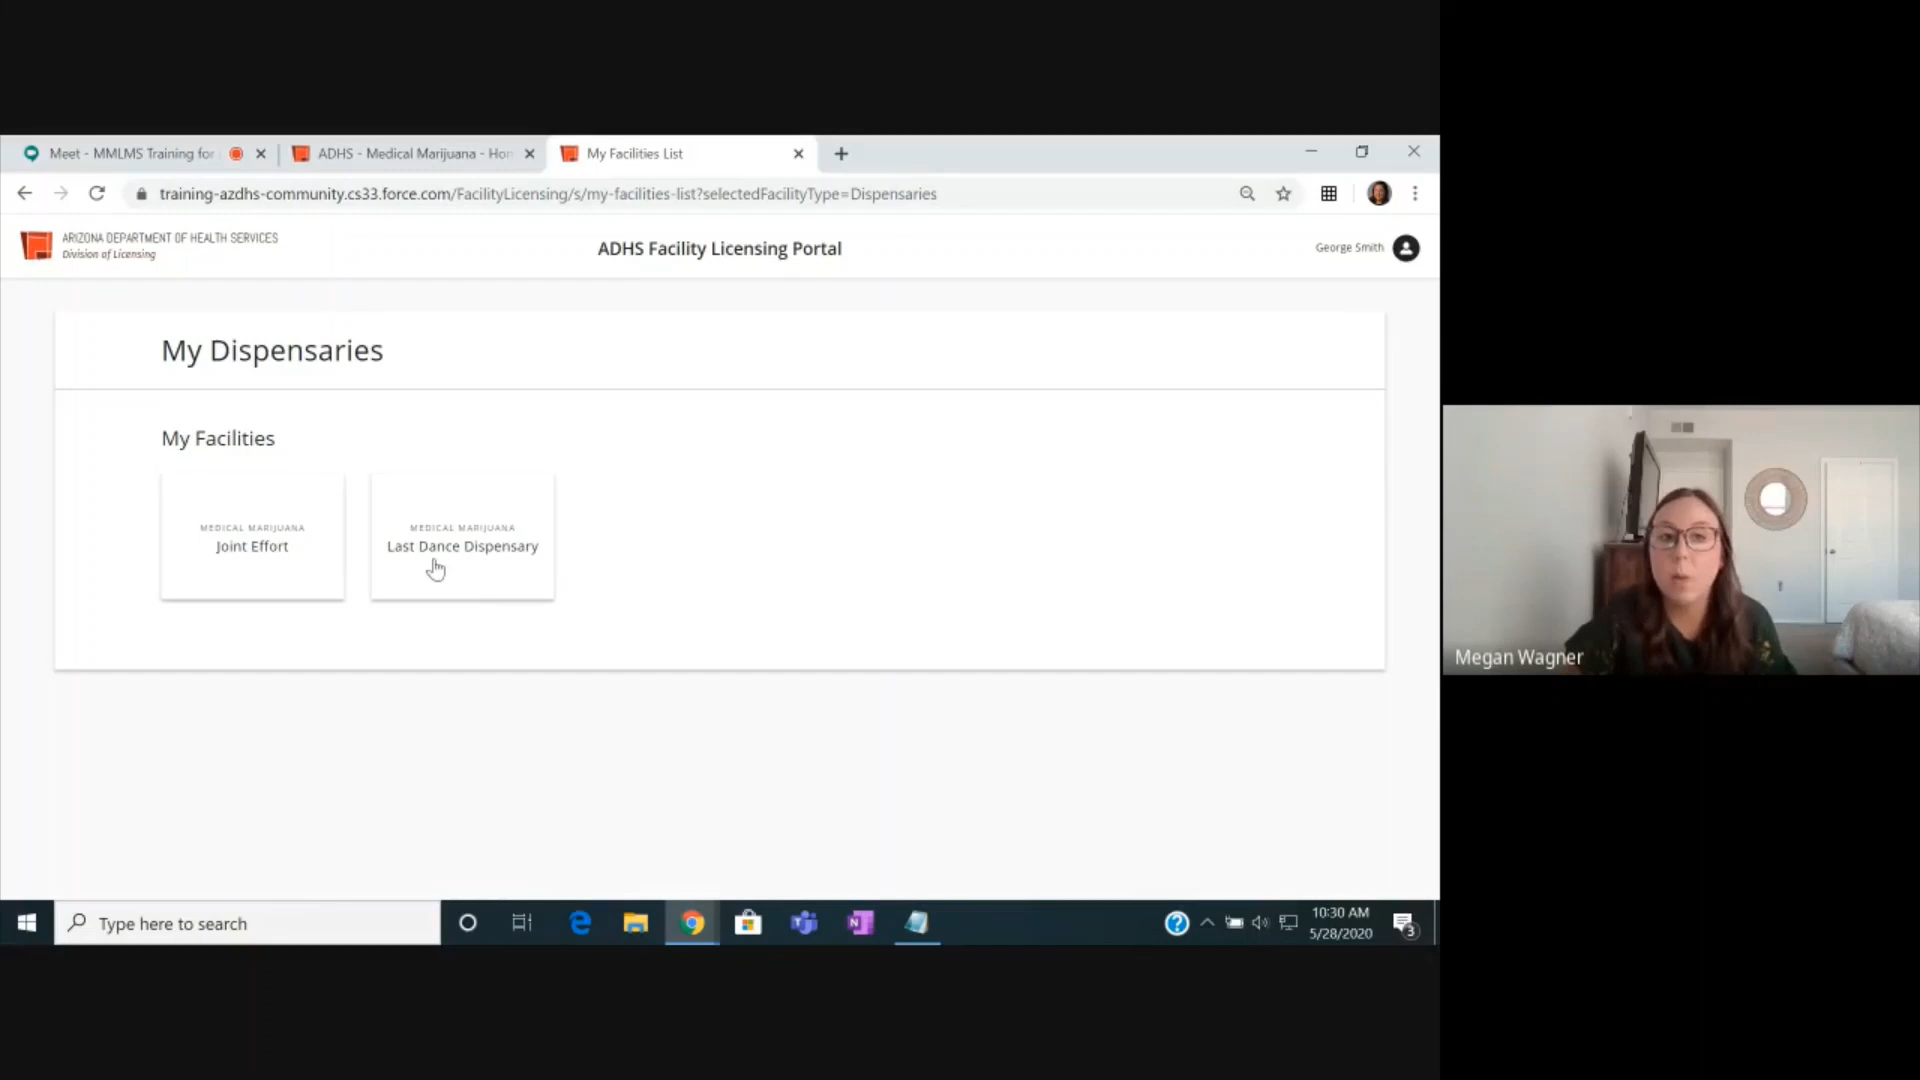 Meet - MMLMS Training for
ADHS - Medical Marijuana - Hon
My Facilities List
training-azdhs-community.cs33.force.com/FacilityLicensing/s/my-facilities-list?selectedFacilityType=Dispensaries
ARIZONA DEPARTMENT OF HEALTH SERVICES
Division of Licensing
ADHS Facility Licensing Portal
George Smith
My Dispensaries
My Facilities
MEDICAL MARIJUANA
Joint Effort
MEDICAL MARIJUANA
Last Dance Dispensary
Megan Wagner
Type here to search
10:30 AM
5/28/2020
3